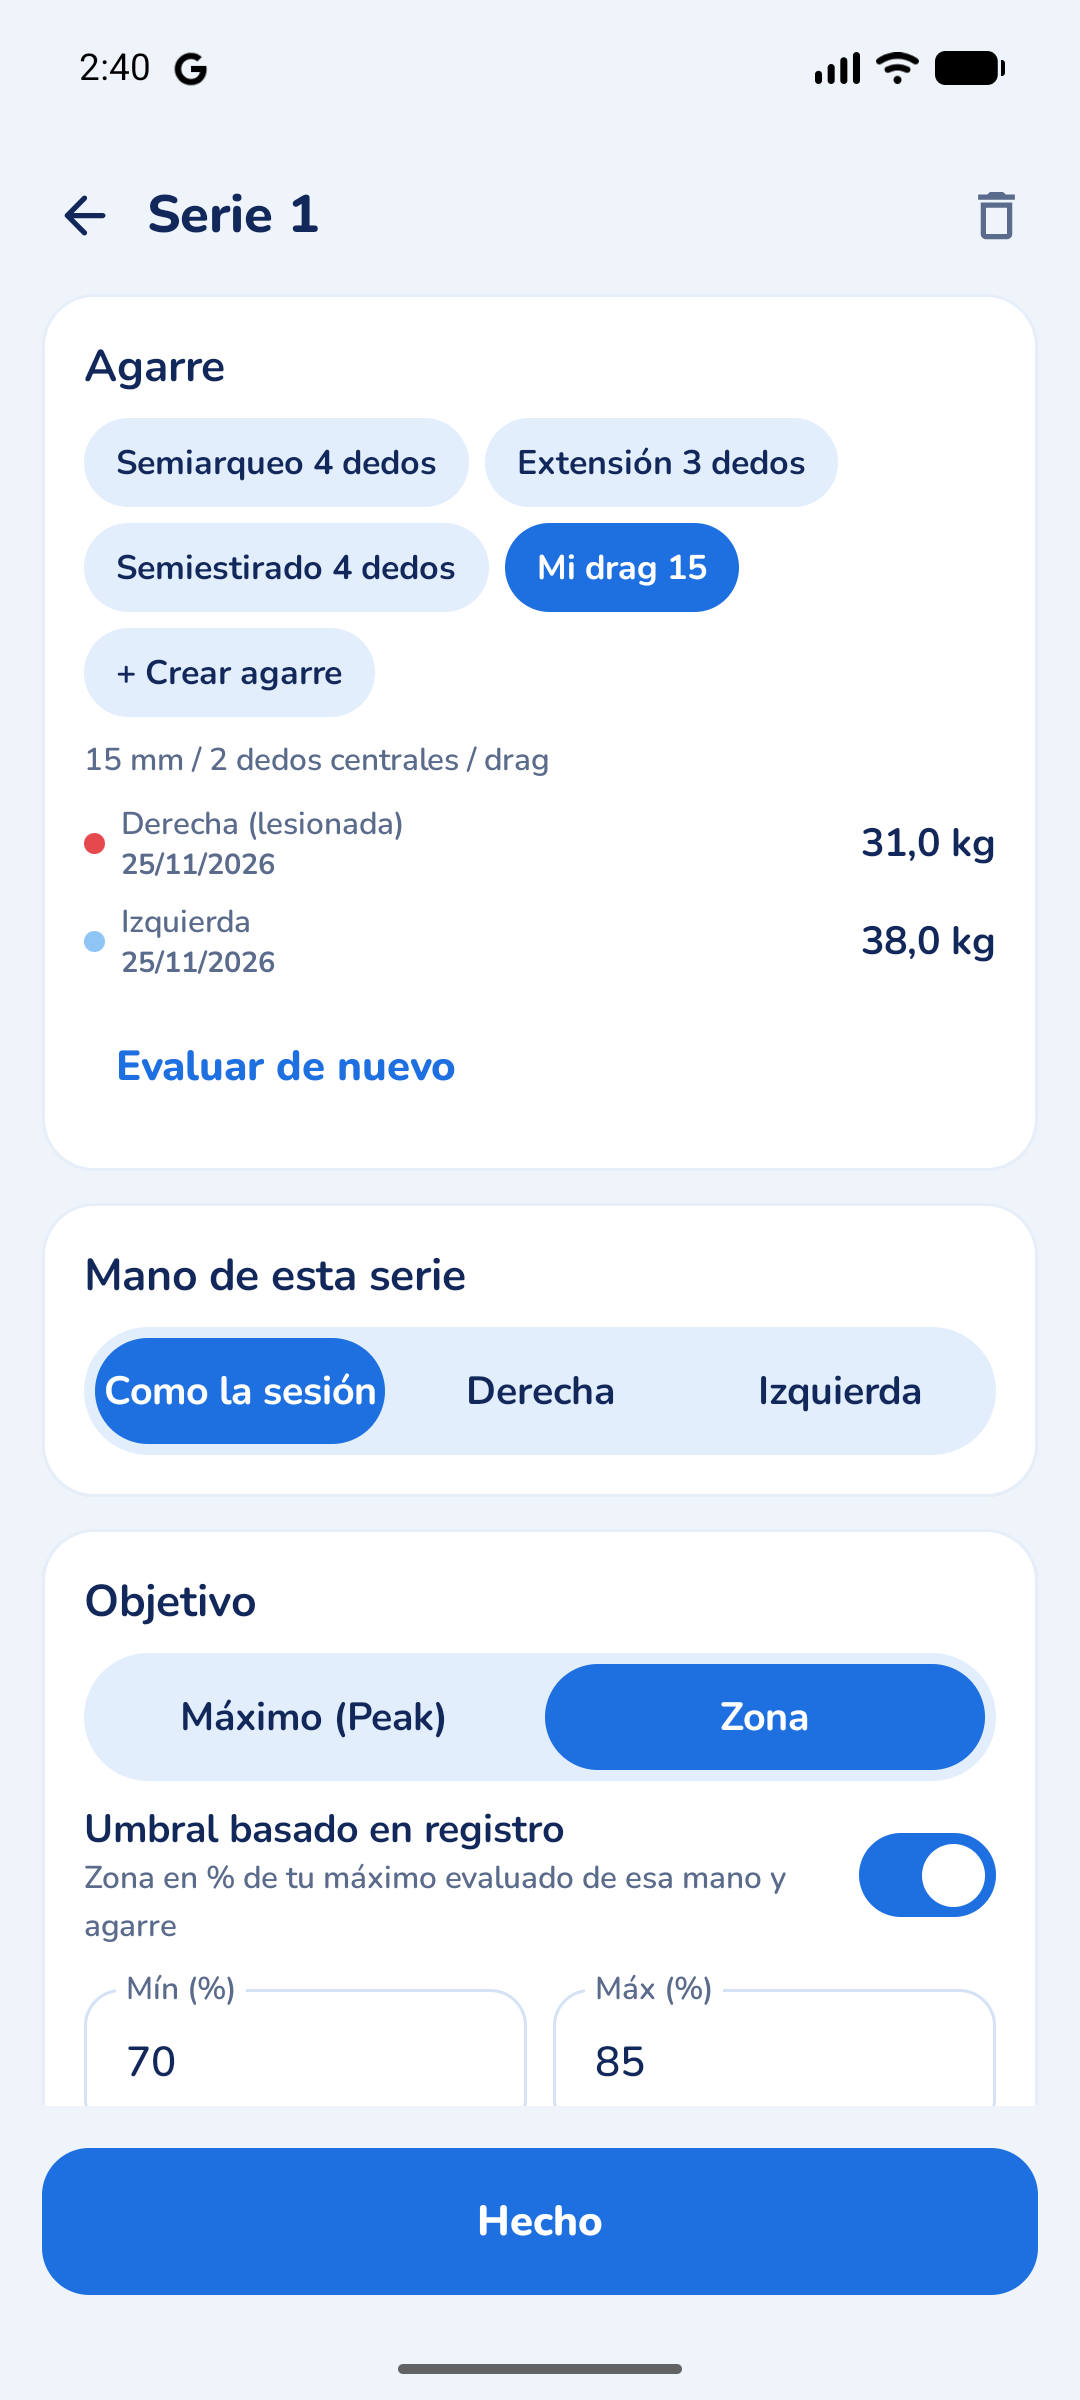 2:40 G
Serie 1
Agarre
Semiarqueo 4 dedos Extensión 3 dedos
Semiestirado 4 dedos Mi drag 15
+ Crear agarre
15 mm / 2 dedos centrales / drag
Derecha (lesionada)
25/11/2026
31,0 kg
Izquierda
25/11/2026
38,0 kg
Evaluar de nuevo
Mano de esta serie
Como la sesión Derecha Izquierda
Objetivo
Máximo (Peak) Zona
Umbral basado en registro
Zona en % de tu máximo evaluado de esa mano y
agarre
Mín (%) Máx (%)
70 85
Hecho